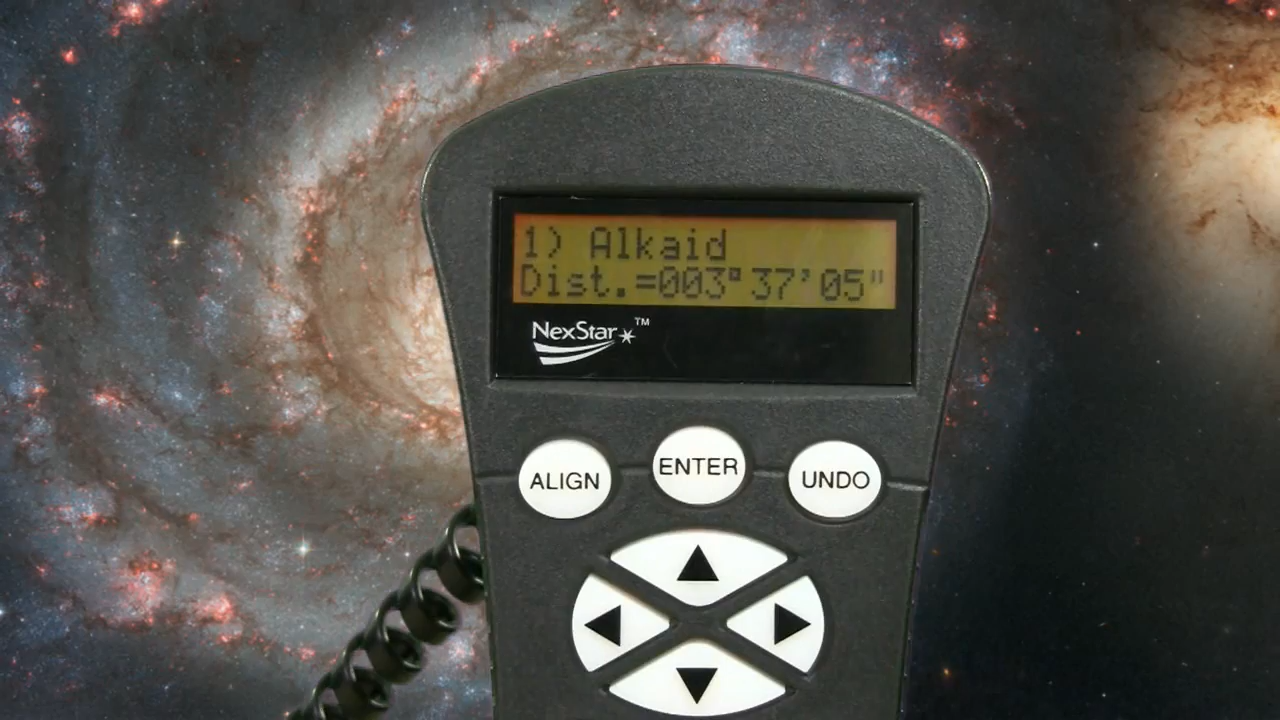 1) Alkaid
Dist.=003°37'05"
NexStar™
ALIGN
ENTER
UNDO